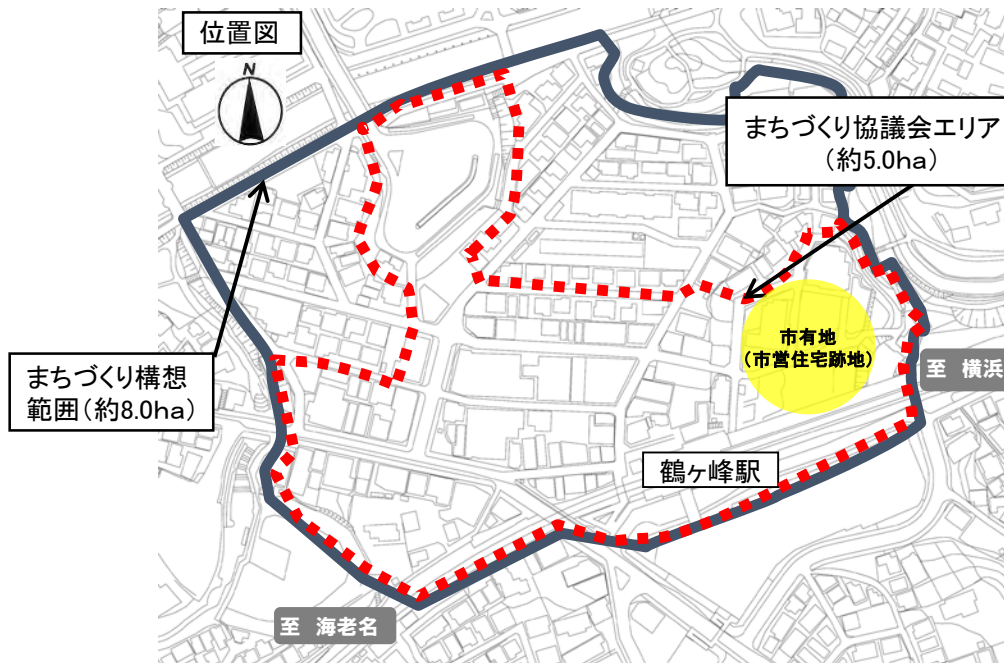 位置図
N
まちづくり協議会エリア
（約5.0ha）
市有地
（市営住宅跡地）
至 横浜
まちづくり構想
範囲（約8.0ha）
鶴ヶ峰駅
至 海老名